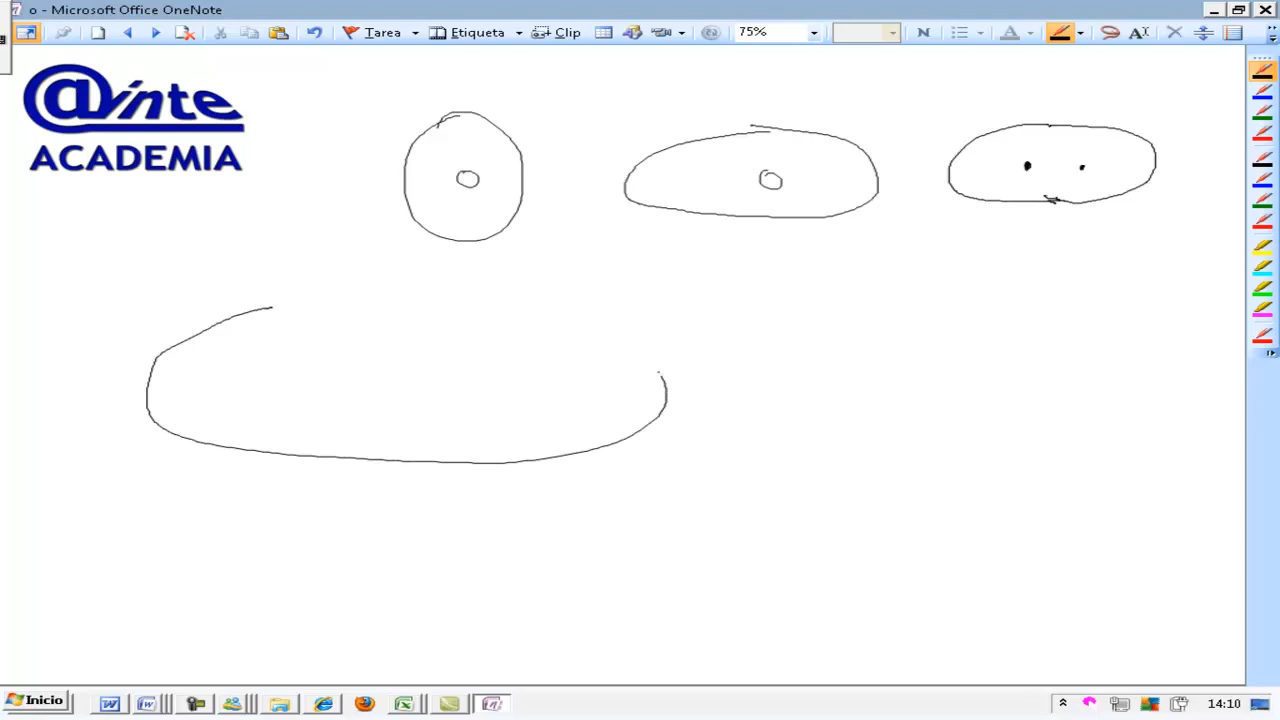 o - Microsoft Office OneNote
Tarea
Etiqueta
Clip
75%
N
A
A
@inte
ACADEMIA
Inicio
14:10